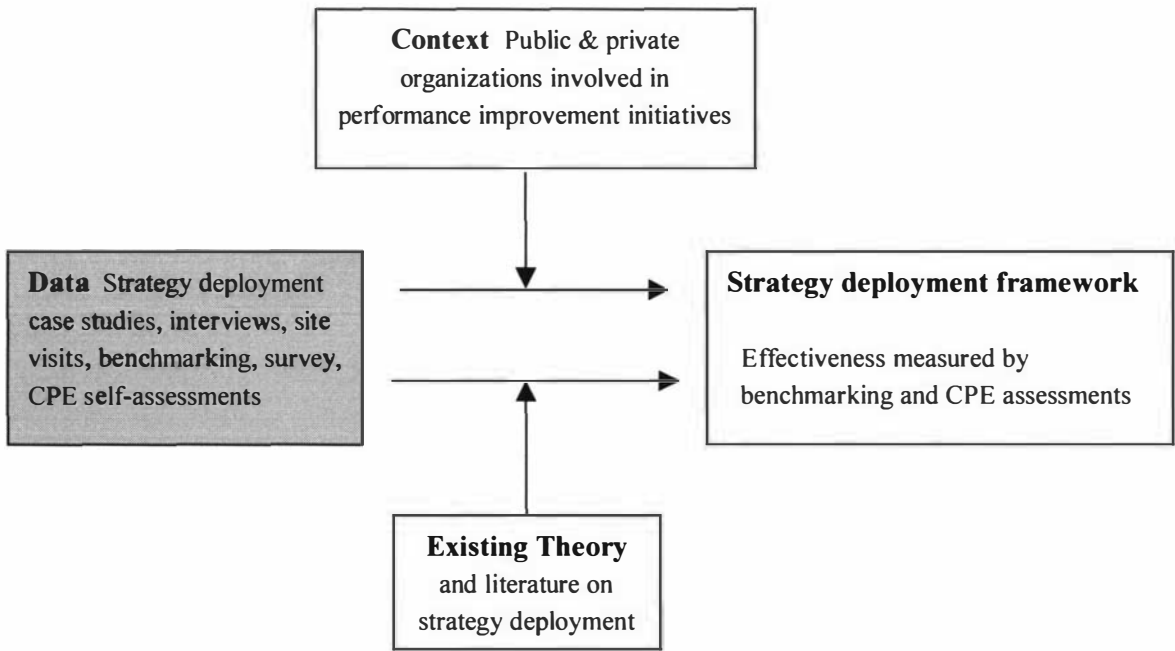 Context Public & private
organizations involved in
performance improvement initiatives
Data Strategy deployment
case studies, interviews, site
visits, benchmarking, survey,
CPE self-assessments
Strategy deployment framework
Effectiveness measured by
benchmarking and CPE assessments
Existing Theory
and literature on
strategy deployment